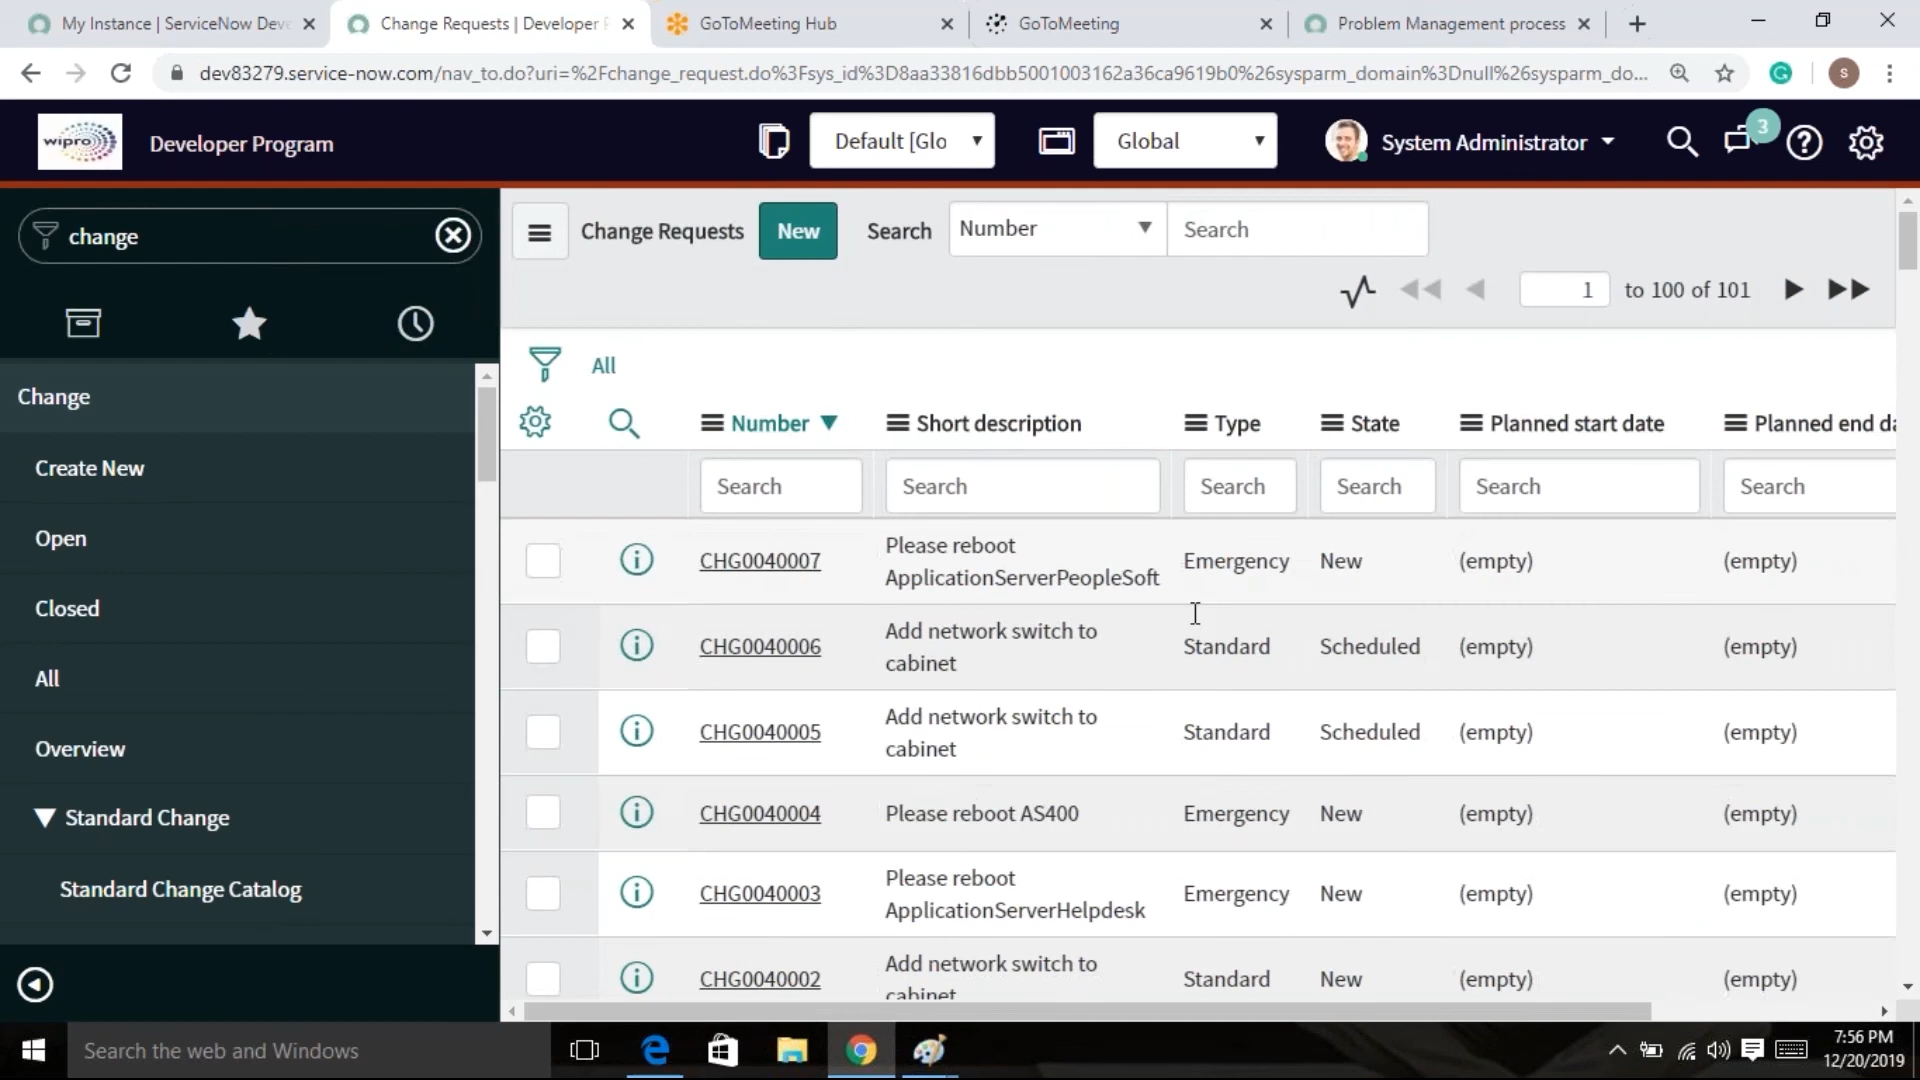 My Instance | ServiceNow Dev
Change Requests | Developer P
GoToMeeting Hub
GoToMeeting
Problem Management process
dev83279.service-now.com/nav_to.do?uri=%2Fchange_request.do%3Fsys_id%3D8aa33816dbb5001003162a36ca9619b0%26sysparm_domain%3Dnull%26sysparm_do...
s
wipro
Developer Program
Default [Glo
Global
System Administrator
3
change
Change Requests
New
Search
Number
Search
1
to 100 of 101
All
Change
Create New
Open
Closed
All
Overview
Standard Change
Standard Change Catalog
Number
Short description
Type
State
Planned start date
Planned end da
Search
Search
Search
Search
Search
Search
CHG0040007
Please reboot
ApplicationServerPeopleSoft
Emergency
New
(empty)
(empty)
CHG0040006
Add network switch to
cabinet
Standard
Scheduled
(empty)
(empty)
CHG0040005
Add network switch to
cabinet
Standard
Scheduled
(empty)
(empty)
CHG0040004
Please reboot AS400
Emergency
New
(empty)
(empty)
CHG0040003
Please reboot
ApplicationServerHelpdesk
Emergency
New
(empty)
(empty)
CHG0040002
Add network switch to
cabinet
Standard
New
(empty)
(empty)
Search the web and Windows
7:56 PM
12/20/2019